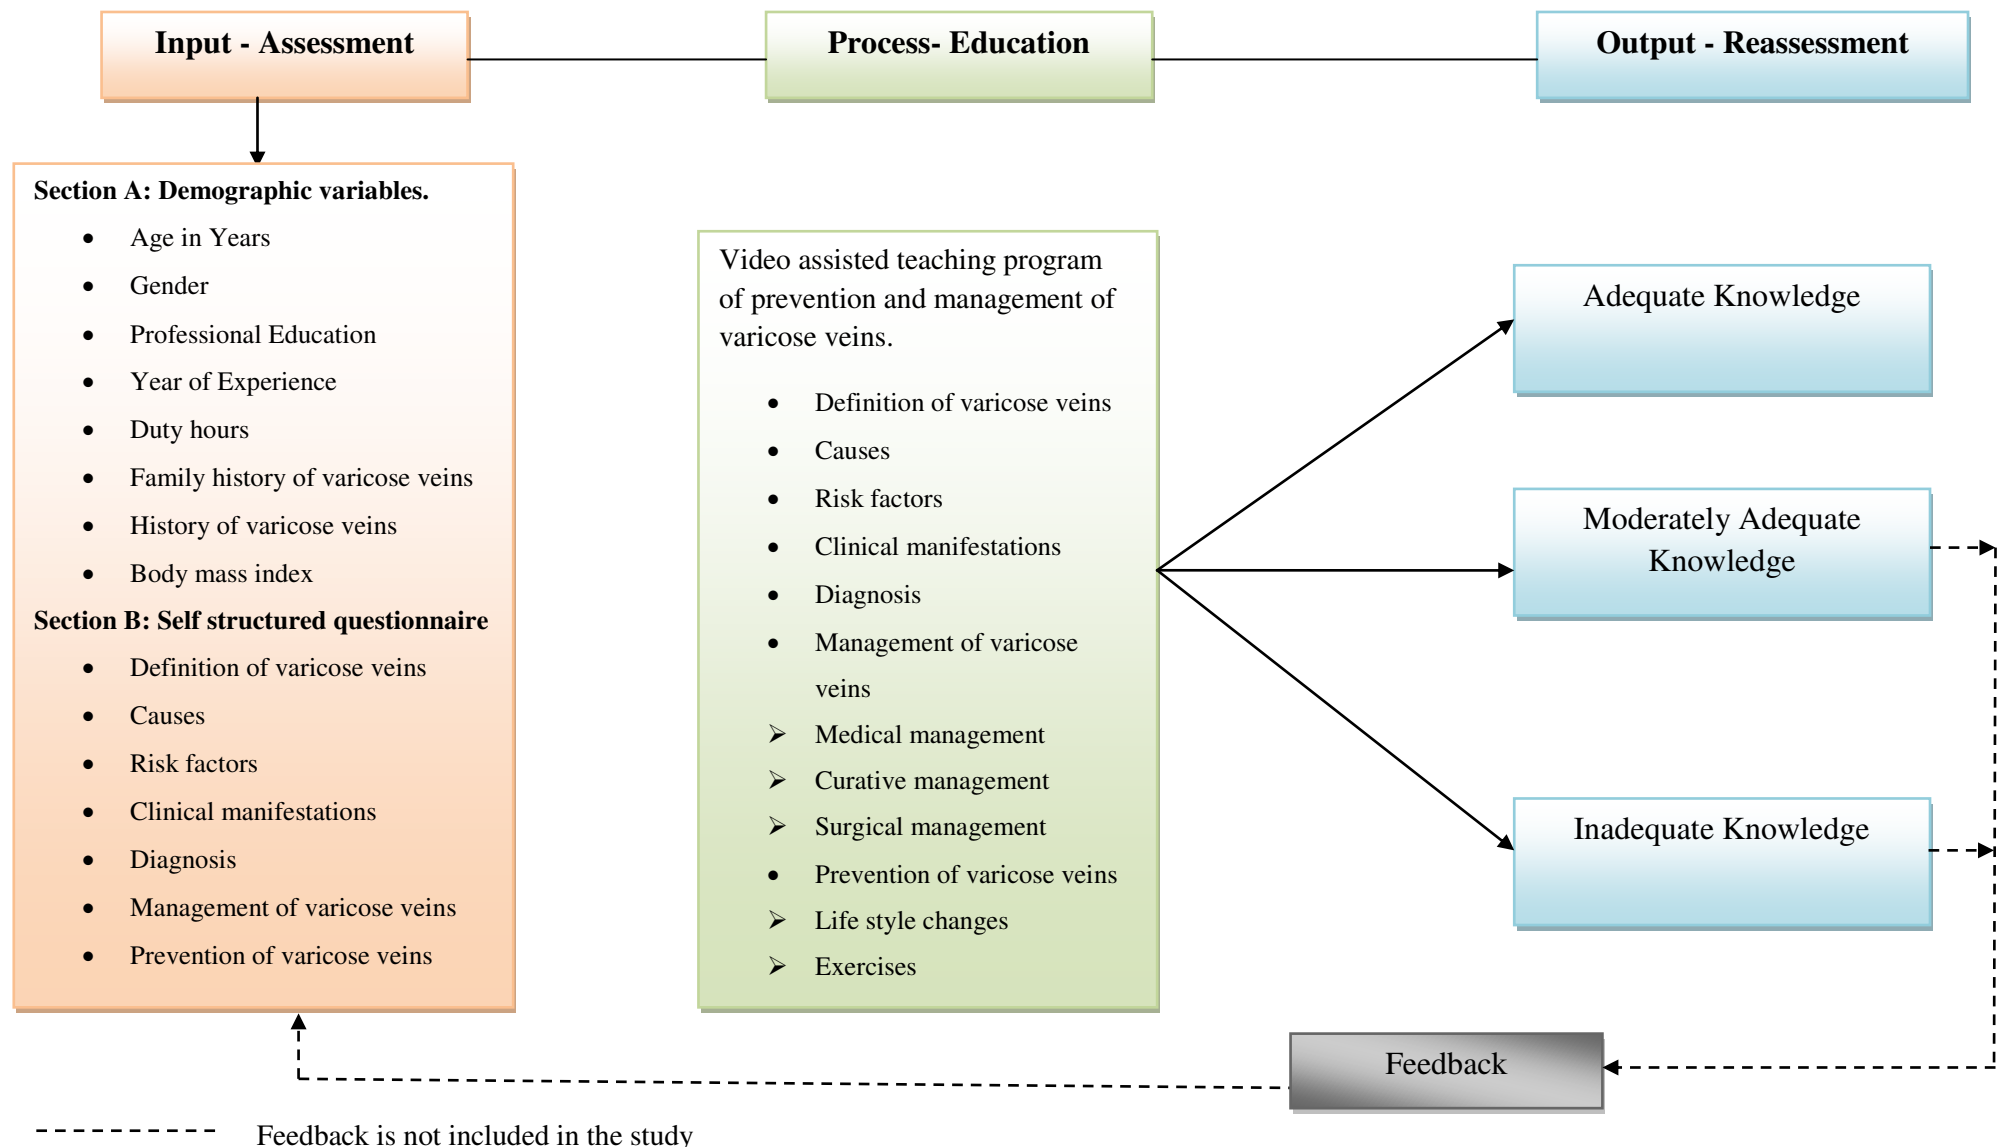 Input - Assessment
Process- Education
Output - Reassessment
Section A: Demographic variables.
• Age in Years
• Gender
• Professional Education
• Year of Experience
• Duty hours
• Family history of varicose veins
• History of varicose veins
• Body mass index
Section B: Self structured questionnaire
• Definition of varicose veins
• Causes
• Risk factors
• Clinical manifestations
• Diagnosis
• Management of varicose veins
• Prevention of varicose veins
Video assisted teaching program
of prevention and management of
varicose veins.
• Definition of varicose veins
• Causes
• Risk factors
• Clinical manifestations
• Diagnosis
• Management of varicose
veins
➢ Medical management
➢ Curative management
➢ Surgical management
• Prevention of varicose veins
➢ Life style changes
➢ Exercises
Adequate Knowledge
Moderately Adequate
Knowledge
Inadequate Knowledge
Feedback
Feedback is not included in the study